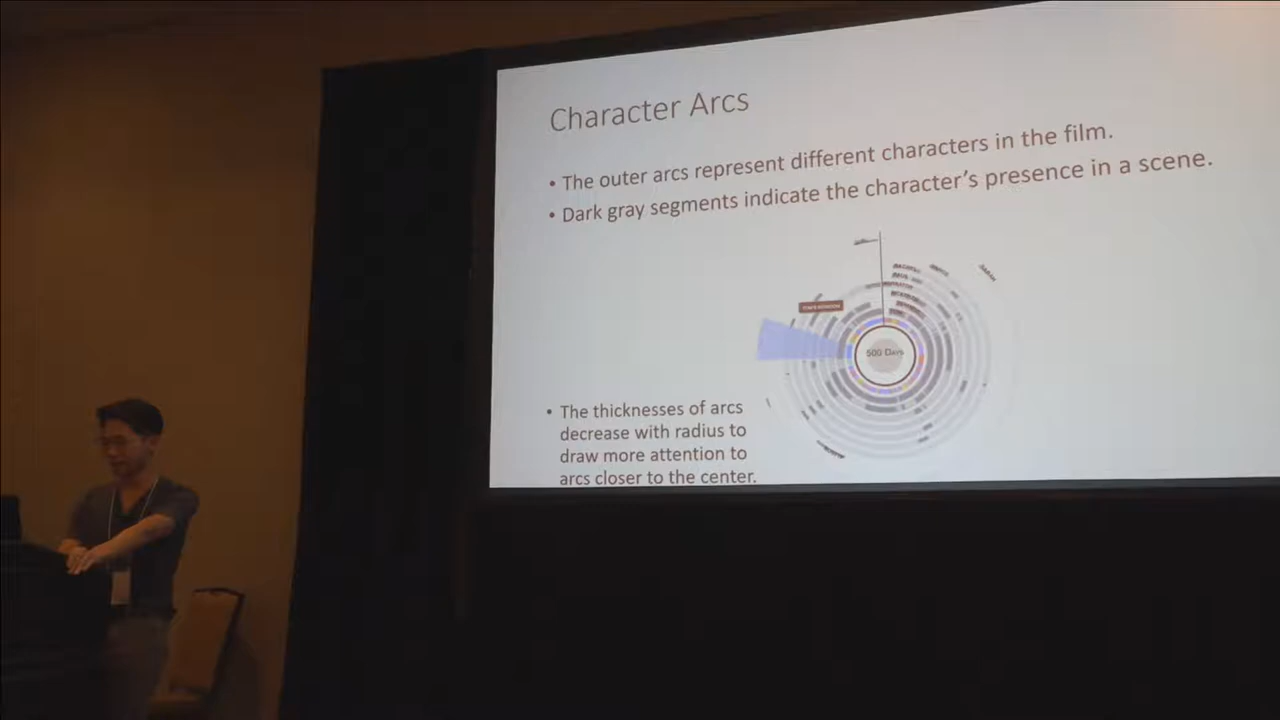 Character Arcs
• The outer arcs represent different characters in the film.
• Dark gray segments indicate the character's presence in a scene.
500 Days
• The thicknesses of arcs
decrease with radius to
draw more attention to
arcs closer to the center.